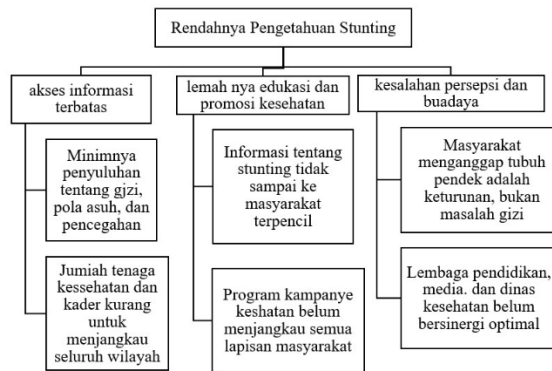 Rendahnya Pengetahuan Stunting
akses informasi
terbatas
lemah nya edukasi dan
promosi kesehatan
kesalahan persepsi dan
buadaya
Minimnya
penyuluhan
tentang gjzi,
pola asuh, dan
pencegahan
Informasi tentang
stunting tidak
sampai ke
masyarakat
terpencil
Masyarakat
menganggap tubuh
pendek adalah
keturunan, bukan
masalah gizi
Jumiah tenaga
kessehatan dan
kader kurang
untuk
menjangkau
seluruh wilayah
Program kampanye
keshatan belum
menjangkau semua
lapisan masyarakat
Lembaga pendidikan,
media. dan dinas
kesehatan belum
bersinergi optimal